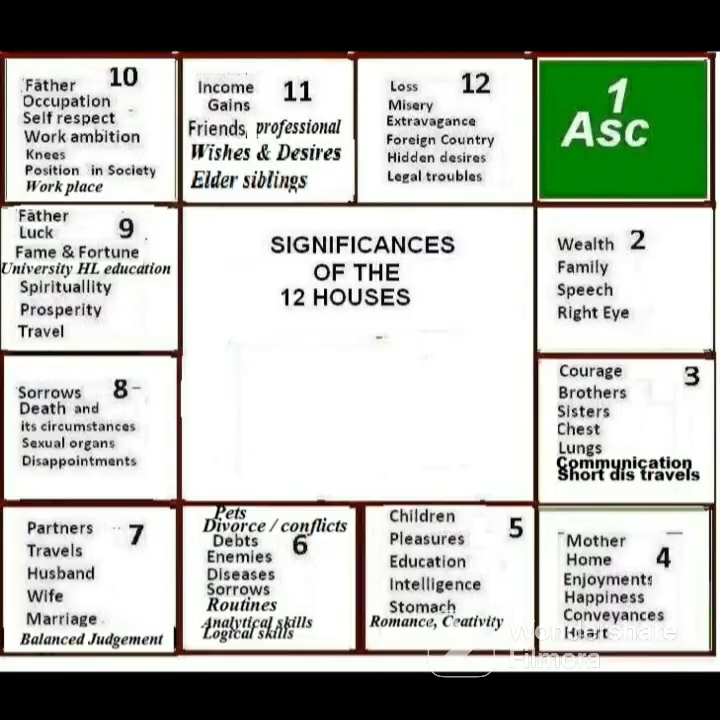 10
Father
Occupation
Self respect
Work ambition
Knees
Position in Society
Work place
11
Income
Gains
Friends, professional
Wishes & Desires
Elder siblings
12
Loss
Misery
Extravagance
Foreign Country
Hidden desires
Legal troubles
1
Asc
Father
Luck 9
Fame & Fortune
University HL education
Spirituallity
Prosperity
Travel
SIGNIFICANCES
OF THE
12 HOUSES
Wealth 2
Family
Speech
Right Eye
Sorrows 8
Death and
its circumstances
Sexual organs
Disappointments
Courage 3
Brothers
Sisters
Chest
Lungs
Communication
Short dis travels
Partners 7
Travels
Husband
Wife
Marriage
Balanced Judgement
Pets
Divorce / conflicts
Debts 6
Enemies
Diseases
Sorrows
Routines
Analytical skills
Logical skills
Children 5
Pleasures
Education
Intelligence
Stomach
Romance, Ceativity
Mother 4
Home
Enjoyments
Happiness
Conveyances
Heart
Wondershare
Filmora